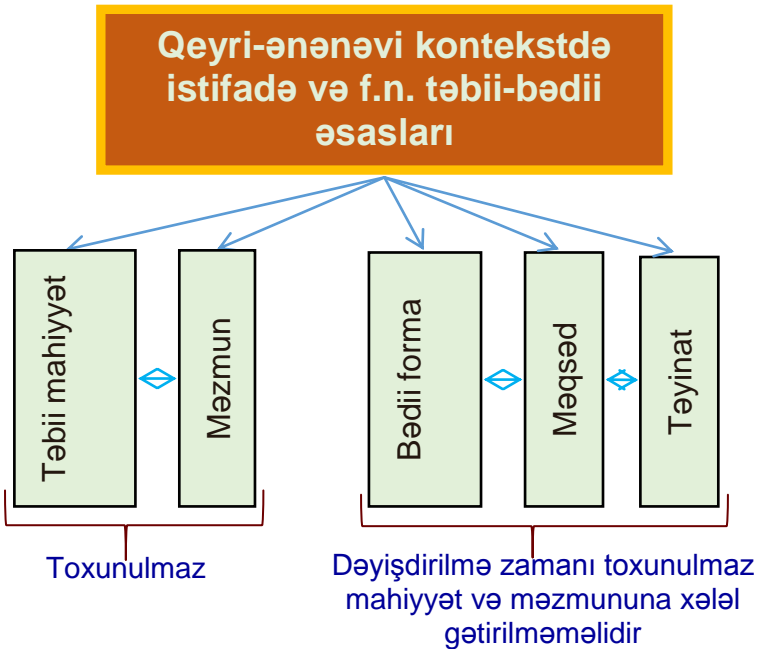 Qeyri-ənənəvi kontekstdə
istifadə və f.n. təbii-bədii
əsasları
Təbii mahiyyət
Məzmun
Bədii forma
Məqsəd
Təyinat
Toxunulmaz
Dəyişdirilmə zamanı toxunulmaz
mahiyyət və məzmununa xələl
gətirilməməlidir